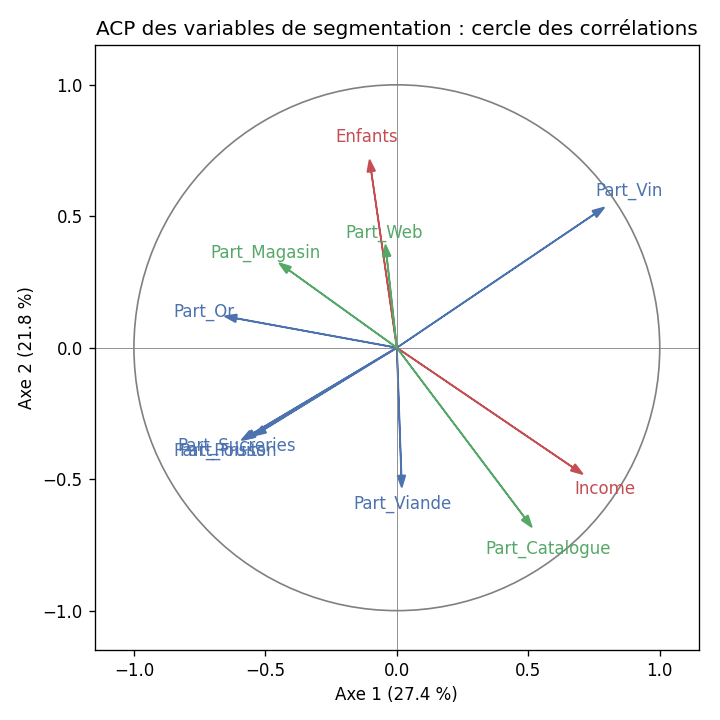 ACP des variables de segmentation : cercle des corrélations
1.0
0.5
0.0
−0.5
−1.0
Axe 2 (21.8 %)
Enfants
Part_Vin
Part_Web
Part_Magasin
Part_Or
Part_Sucreries
Part_Viande
Income
Part_Catalogue
−1.0
−0.5
0.0
0.5
1.0
Axe 1 (27.4 %)